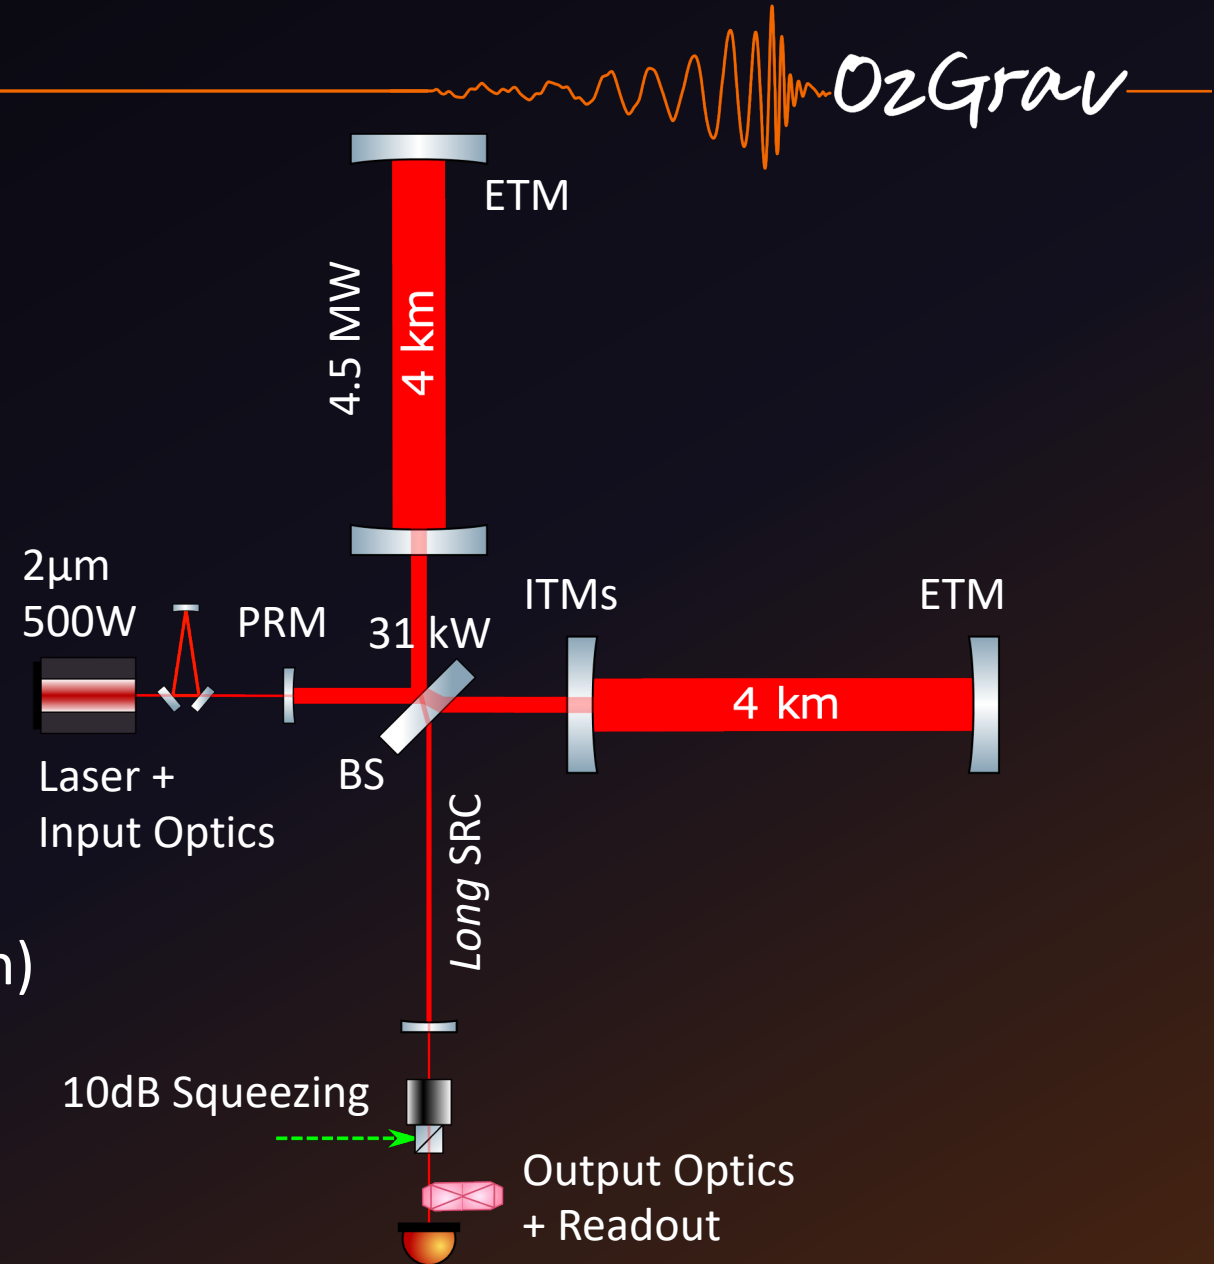 OzGrav
ETM
4.5 MW
4 km
2µm
500W
PRM
31 kW
ITMs
ETM
4 km
BS
Laser +
Input Optics
Long SRC
n)
10dB Squeezing
Output Optics
+ Readout